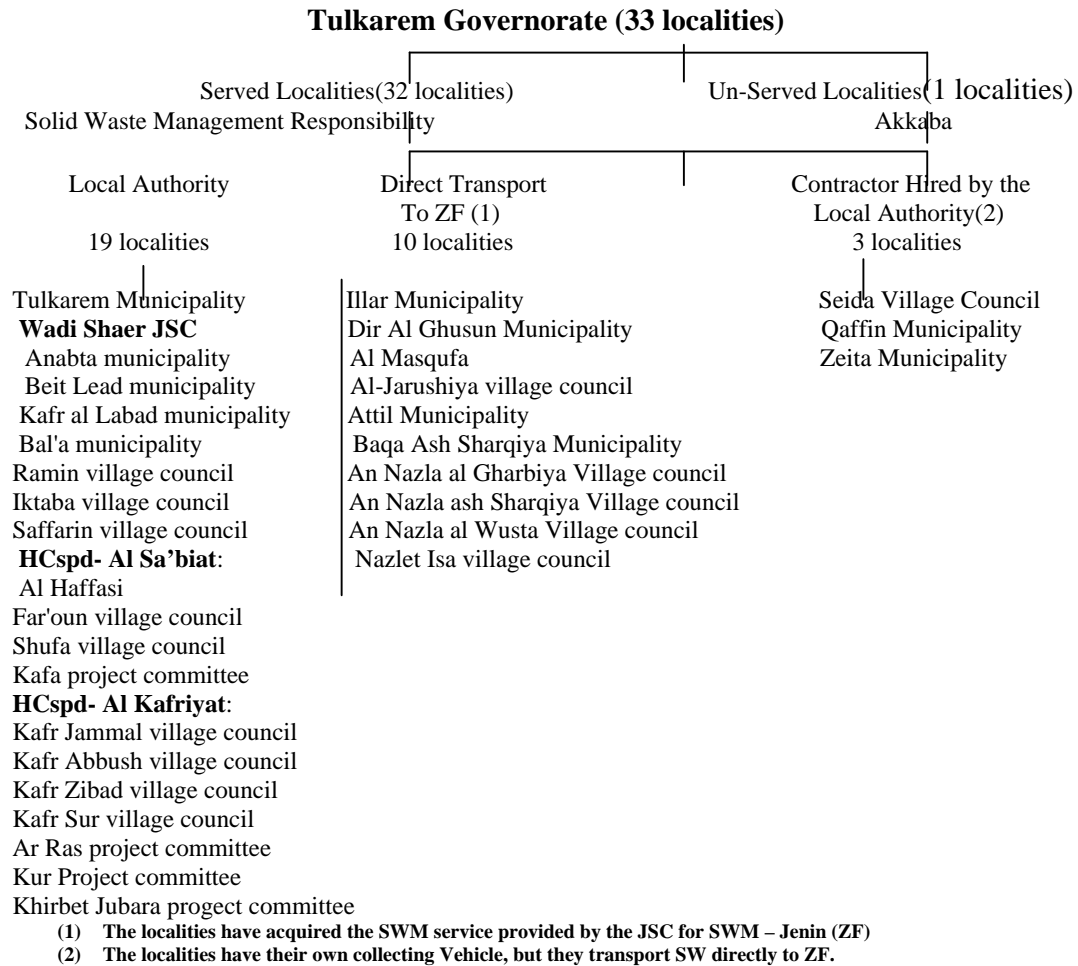 Tulkarem Governorate (33 localities)
Served Localities(32 localities)
Un-Served Localities(1 localities)
Solid Waste Management Responsibility
Akkaba
Local Authority
19 localities
Direct Transport
To ZF (1)
10 localities
Contractor Hired by the
Local Authority(2)
3 localities
Tulkarem Municipality
Wadi Shaer JSC
Anabta municipality
Beit Lead municipality
Kafr al Labad municipality
Bal'a municipality
Ramin village council
Iktaba village council
Saffarin village council
HCspd- Al Sa’biat:
Al Haffasi
Far'oun village council
Shufa village council
Kafa project committee
HCspd- Al Kafriyat:
Kafr Jammal village council
Kafr Abbush village council
Kafr Zibad village council
Kafr Sur village council
Ar Ras project committee
Kur Project committee
Khirbet Jubara progect committee
Illar Municipality
Dir Al Ghusun Municipality
Al Masqufa
Al-Jarushiya village council
Attil Municipality
Baqa Ash Sharqiya Municipality
An Nazla al Gharbiya Village council
An Nazla ash Sharqiya Village council
An Nazla al Wusta Village council
Nazlet Isa village council
Seida Village Council
Qaffin Municipality
Zeita Municipality
(1) The localities have acquired the SWM service provided by the JSC for SWM – Jenin (ZF)
(2) The localities have their own collecting Vehicle, but they transport SW directly to ZF.